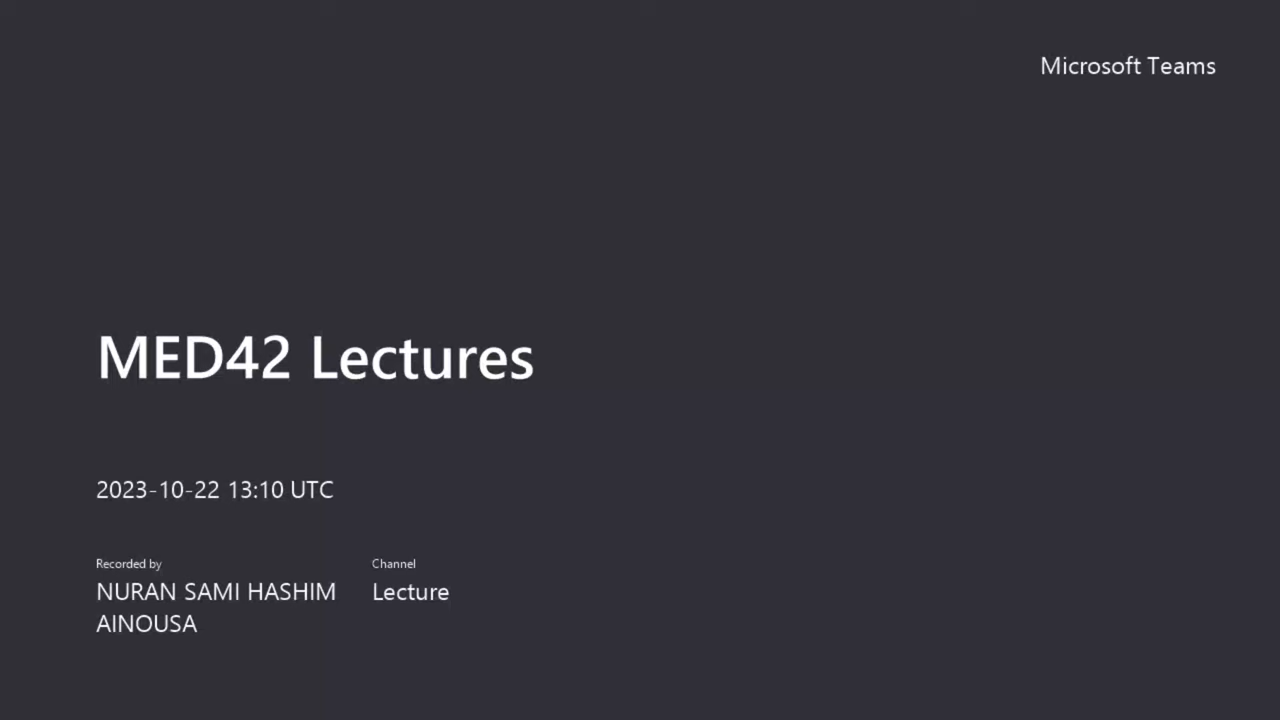 Microsoft Teams
MED42 Lectures
2023-10-22 13:10 UTC
Recorded by
NURAN SAMI HASHIM
AINOUSA
Channel
Lecture